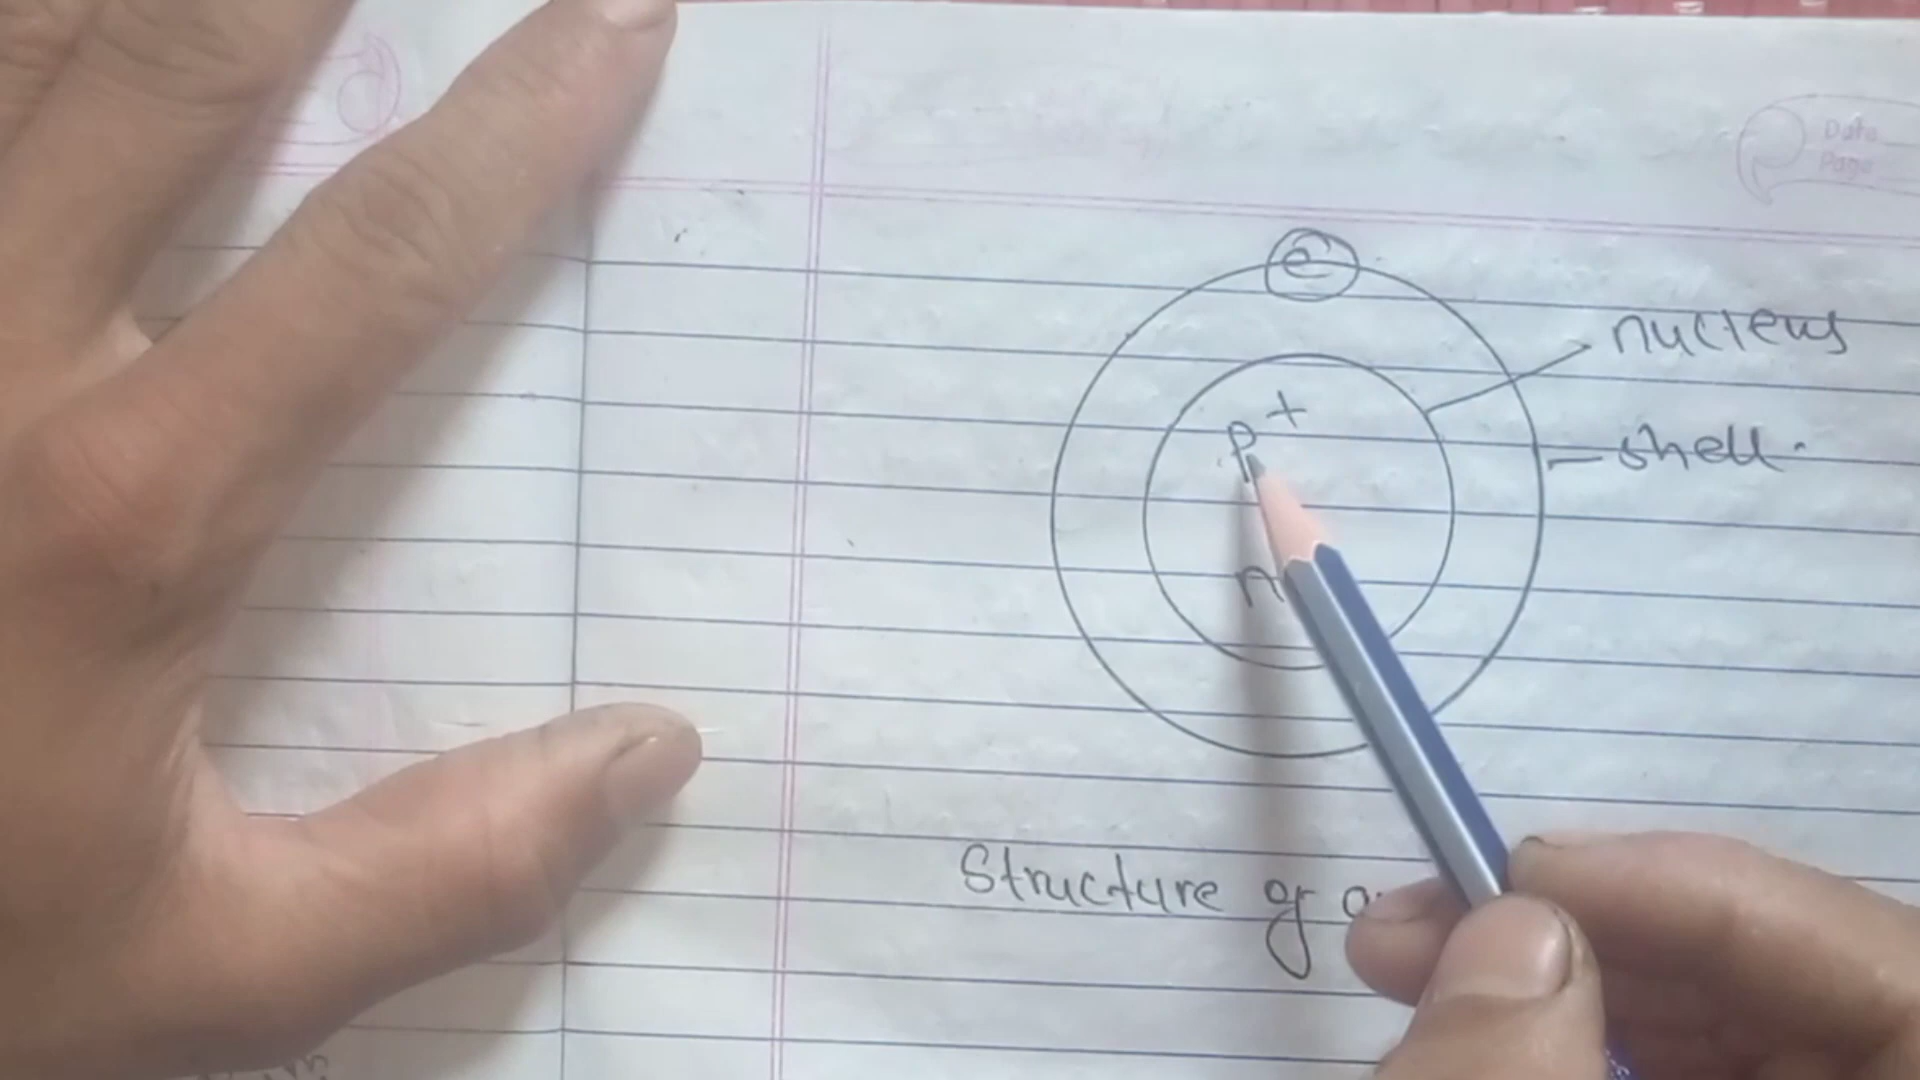 Date
Page
e⁻
nucleus
p⁺
shell.
n
Structure of